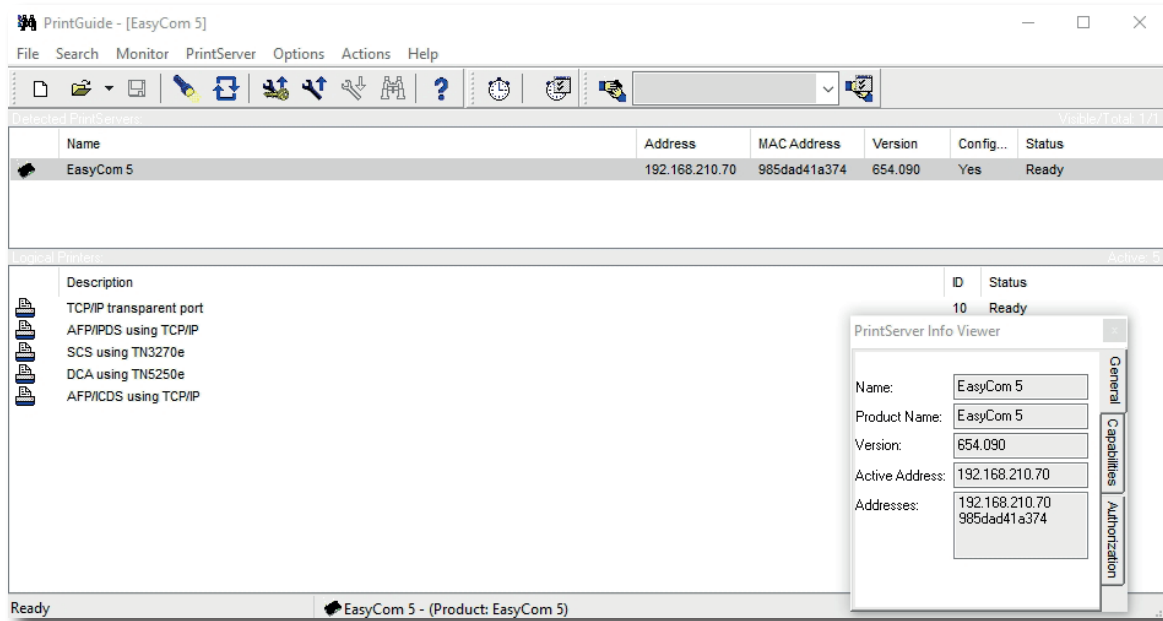 PrintGuide - [EasyCom 5]
File Search Monitor PrintServer Options Actions Help
Detected PrintServers: Visible/Total: 1/1
Name Address MAC Address Version Config... Status
EasyCom 5 192.168.210.70 985dad41a374 654.090 Yes Ready
Logical Printers: Active: 5
Description ID Status
TCP/IP transparent port 10 Ready
AFP/IPDS using TCP/IP
SCS using TN3270e
DCA using TN5250e
AFP/ICDS using TCP/IP
PrintServer Info Viewer
General
Capabilities
Authorization
Name: EasyCom 5
Product Name: EasyCom 5
Version: 654.090
Active Address: 192.168.210.70
Addresses: 192.168.210.70
985dad41a374
Ready EasyCom 5 - (Product: EasyCom 5)